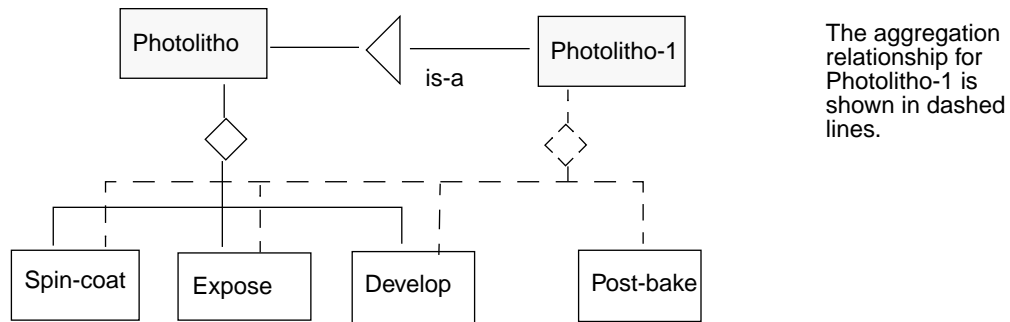 Photolitho
Photolitho-1
is-a
The aggregation
relationship for
Photolitho-1 is
shown in dashed
lines.
Spin-coat
Expose
Develop
Post-bake